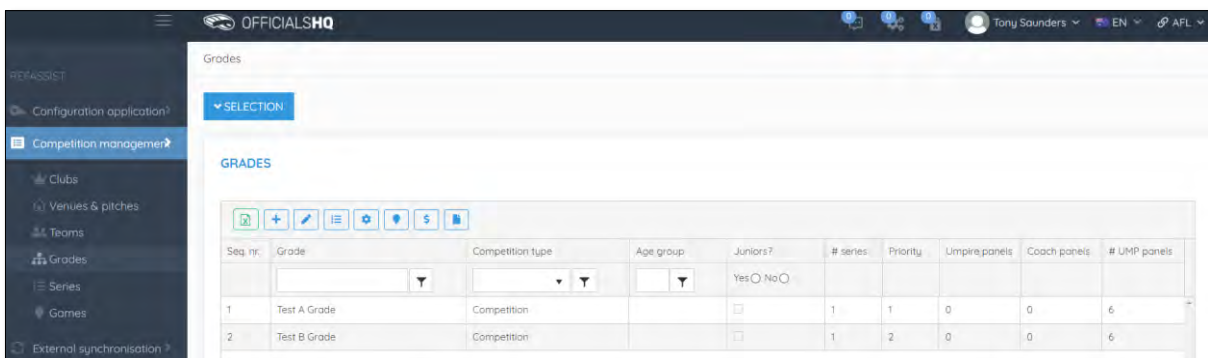 OFFICIALSHQ
0 0 0 Tony Saunders EN AFL
REFASSIST
Configuration application
Competition management
Clubs
Venues & pitches
Teams
Grades
Series
Games
External synchronisation
Grades
SELECTION
GRADES
$
Seq. nr. Grade Competition type Age group Juniors? # series Priority Umpire panels Coach panels # UMP panels
Yes No
1 Test A Grade Competition 1 1 0 0 6
2 Test B Grade Competition 1 2 0 0 6